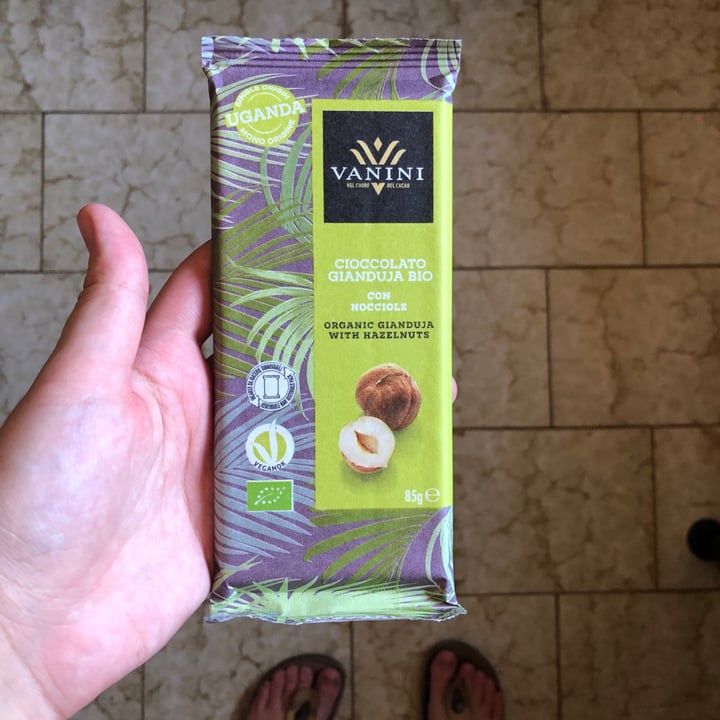 SINGLE ORIGIN
UGANDA
MONO ORIGINE
VANINI
NEL CUORE DEL CACAO
CIOCCOLATO
GIANDUJA BIO
CON
NOCCIOLE
ORGANIC GIANDUJA
WITH HAZELNUTS
VEGANOK
85g ℮